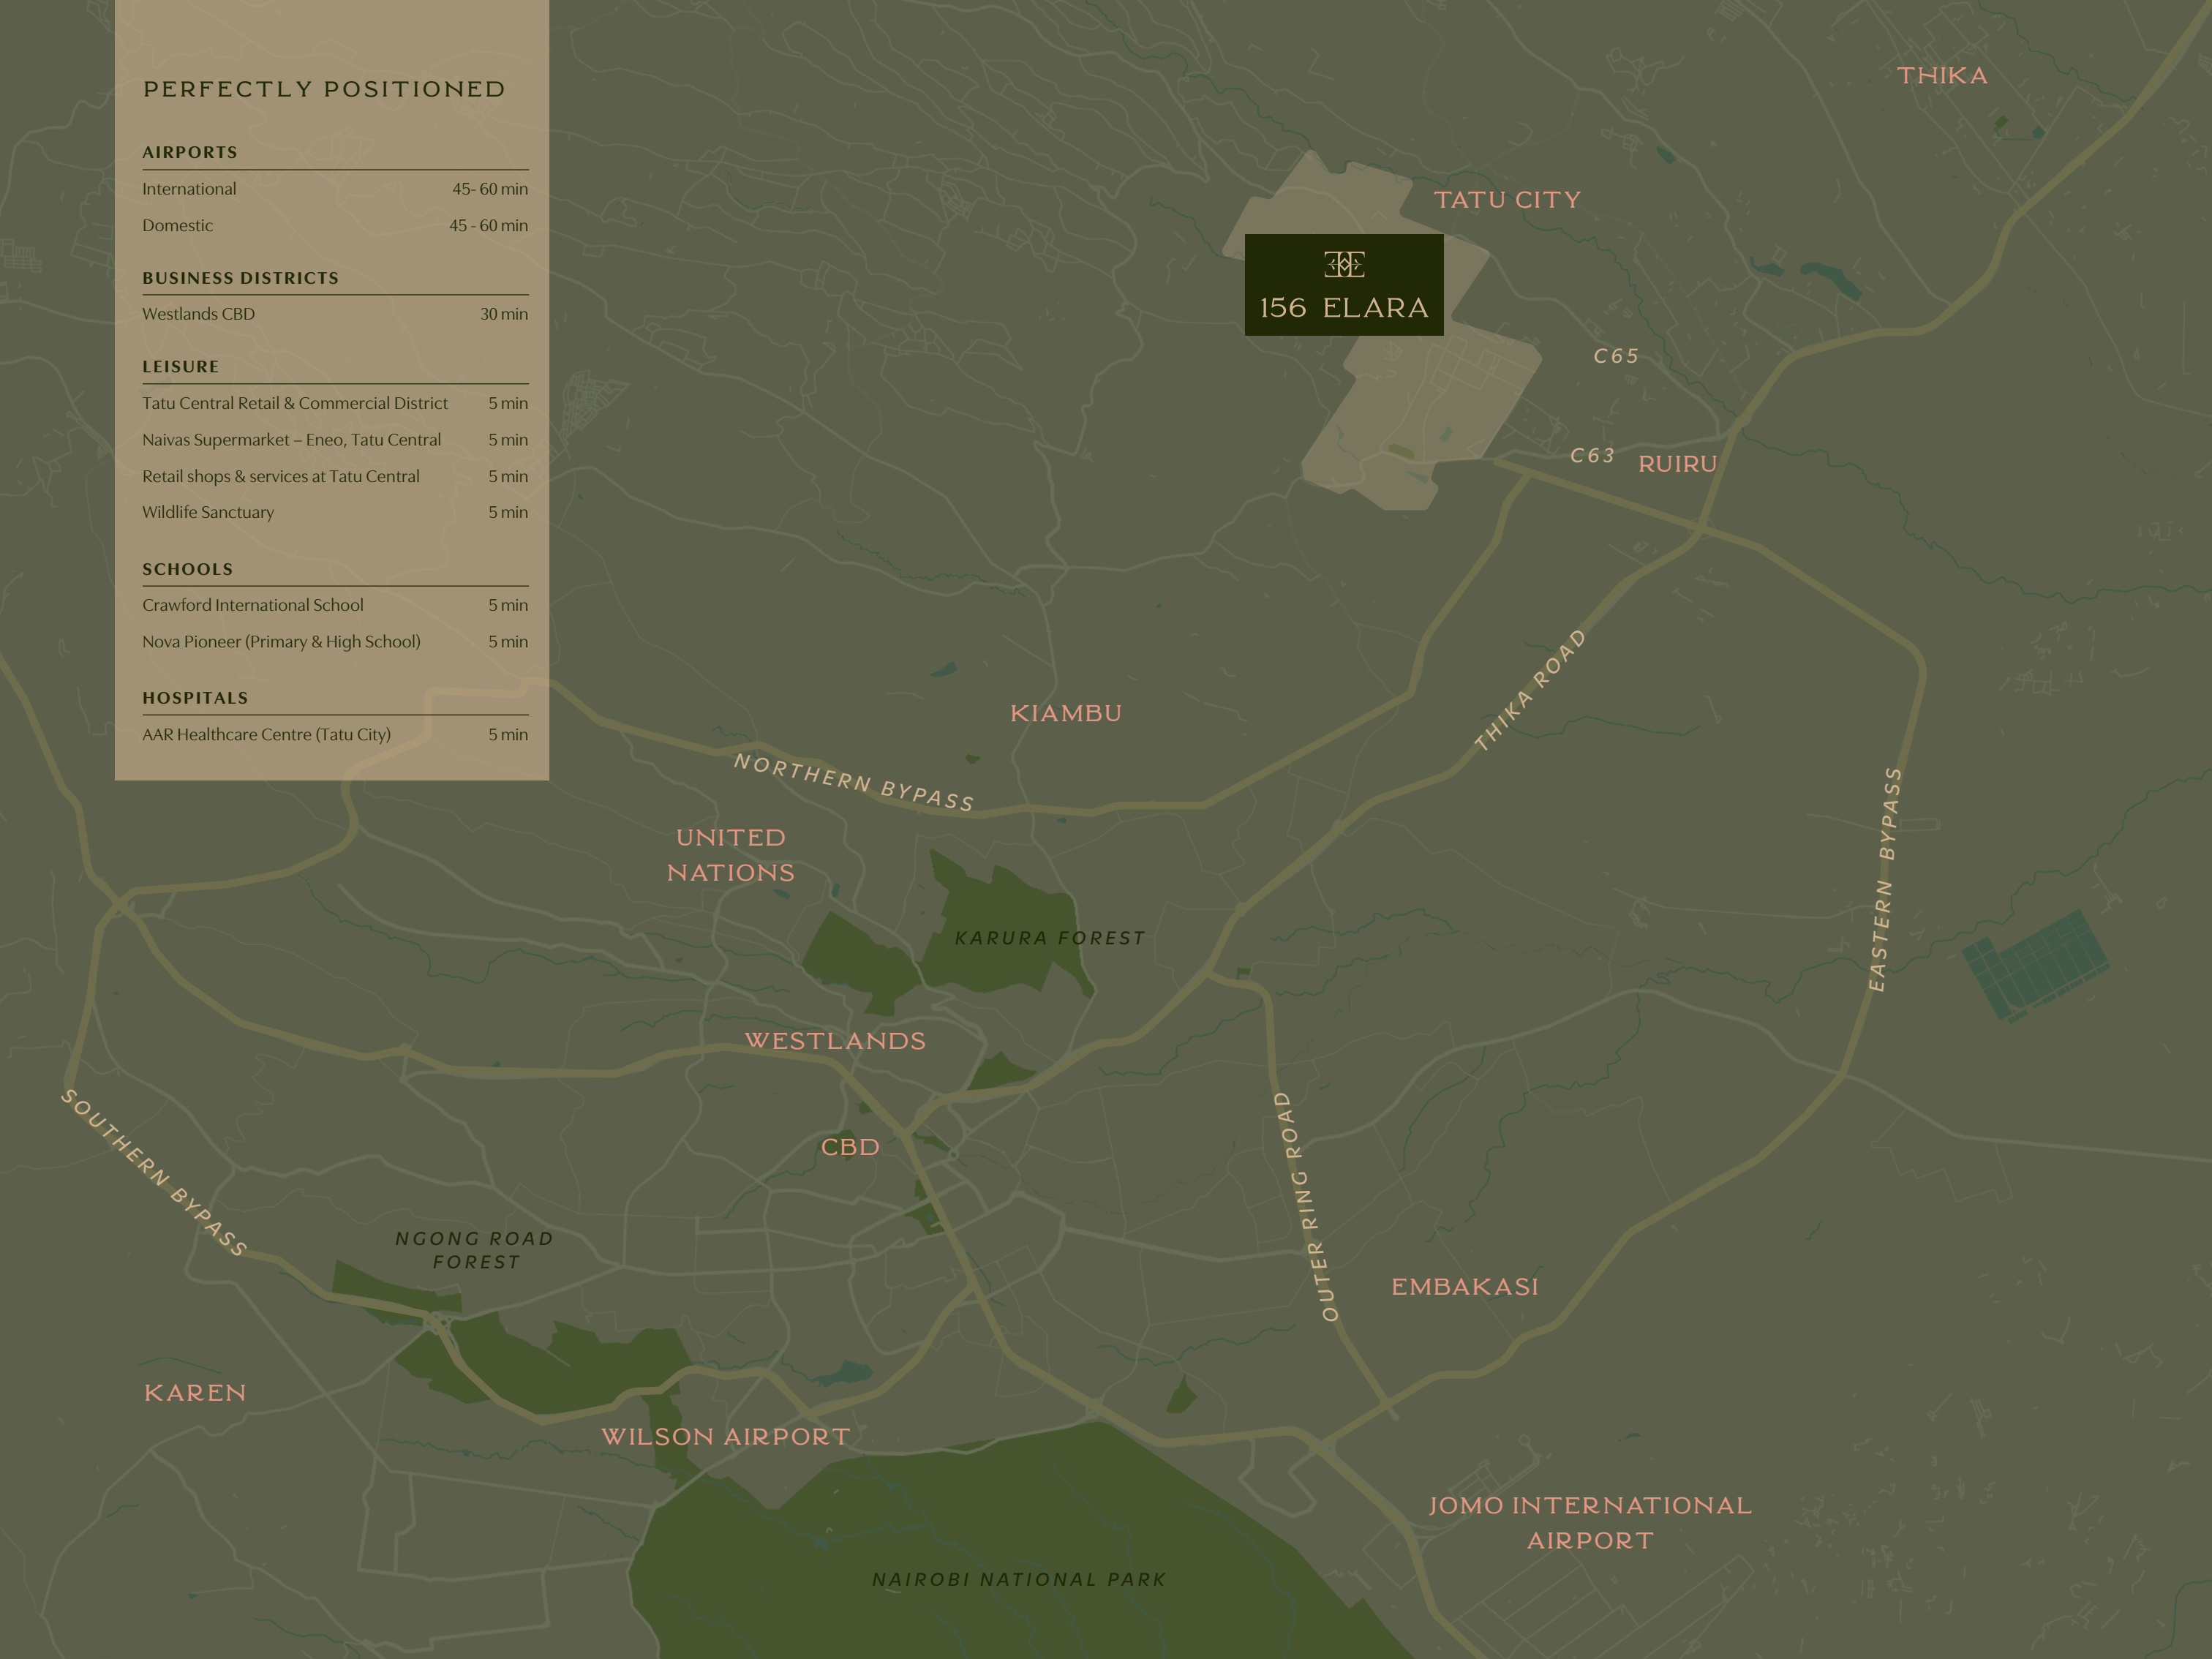 PERFECTLY POSITIONED
AIRPORTS
International 45- 60 min
Domestic 45 - 60 min
BUSINESS DISTRICTS
Westlands CBD 30 min
LEISURE
Tatu Central Retail & Commercial District 5 min
Naivas Supermarket – Eneo, Tatu Central 5 min
Retail shops & services at Tatu Central 5 min
Wildlife Sanctuary 5 min
SCHOOLS
Crawford International School 5 min
Nova Pioneer (Primary & High School) 5 min
HOSPITALS
AAR Healthcare Centre (Tatu City) 5 min
THIKA
TATU CITY
156 ELARA
C65
C63
RUIRU
THIKA ROAD
KIAMBU
NORTHERN BYPASS
EASTERN BYPASS
UNITED
NATIONS
KARURA FOREST
WESTLANDS
SOUTHERN BYPASS
CBD
OUTER RING ROAD
NGONG ROAD
FOREST
EMBAKASI
KAREN
WILSON AIRPORT
JOMO INTERNATIONAL
AIRPORT
NAIROBI NATIONAL PARK